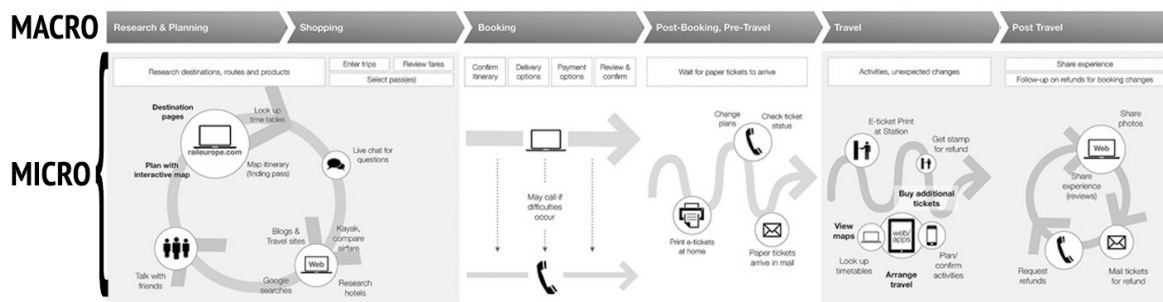 MACRO
Research & Planning
Shopping
Booking
Post-Booking, Pre-Travel
Travel
Post Travel
MICRO
Research destinations, routes and products
Enter trips
Review fares
Select pass(es)
Confirm
itinerary
Delivery
options
Payment
options
Review &
confirm
Wait for paper tickets to arrive
Activities, unexpected changes
Share experience
Follow-up on refunds for booking changes
Destination
pages
Look up
time tables
raileurope.com
Plan with
interactive map
Map itinerary
(finding pass)
Live chat for
questions
Blogs &
Travel sites
Kayak,
compare
airfare
Web
Talk with
friends
Google
searches
Research
hotels
May call if
difficulties
occur
Change
plans
Check ticket
status
Print e-tickets
at home
Paper tickets
arrive in mail
E-ticket Print
at Station
Get stamp
for refund
Buy additional
tickets
View
maps
web/
apps
Look up
timetables
Arrange
travel
Plan/
confirm
activities
Share
photos
Web
Share
experience
(reviews)
Request
refunds
Mail tickets
for refund